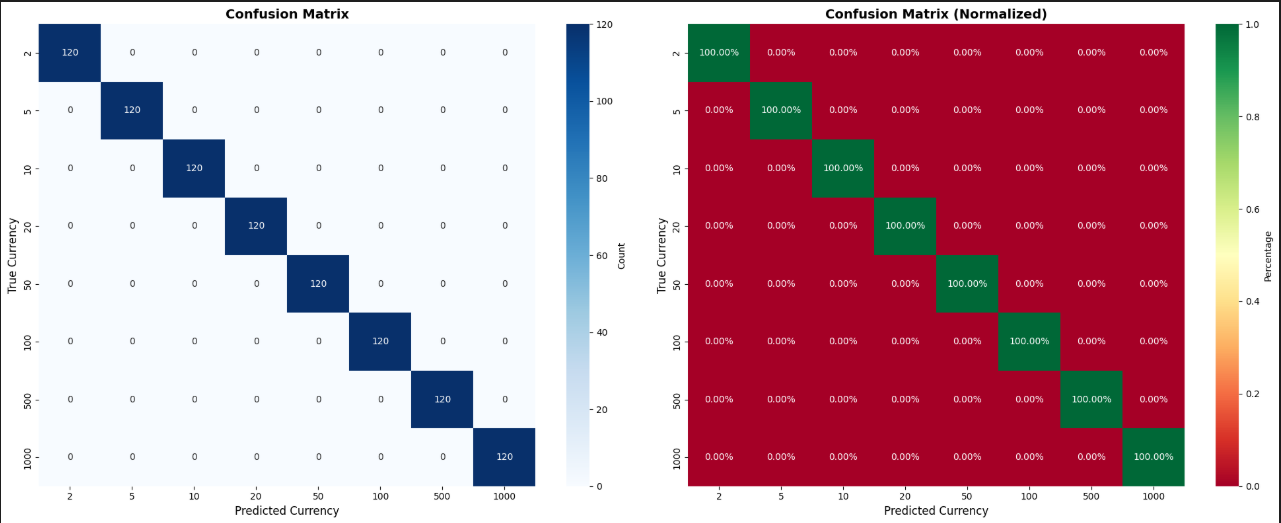 Confusion Matrix
True Currency
2 120 0 0 0 0 0 0 0
5 0 120 0 0 0 0 0 0
10 0 0 120 0 0 0 0 0
20 0 0 0 120 0 0 0 0
50 0 0 0 0 120 0 0 0
100 0 0 0 0 0 120 0 0
500 0 0 0 0 0 0 120 0
1000 0 0 0 0 0 0 0 120
2 5 10 20 50 100 500 1000
Predicted Currency
120
100
80
60
40
20
0
Count
Confusion Matrix (Normalized)
True Currency
2 100.00% 0.00% 0.00% 0.00% 0.00% 0.00% 0.00% 0.00%
5 0.00% 100.00% 0.00% 0.00% 0.00% 0.00% 0.00% 0.00%
10 0.00% 0.00% 100.00% 0.00% 0.00% 0.00% 0.00% 0.00%
20 0.00% 0.00% 0.00% 100.00% 0.00% 0.00% 0.00% 0.00%
50 0.00% 0.00% 0.00% 0.00% 100.00% 0.00% 0.00% 0.00%
100 0.00% 0.00% 0.00% 0.00% 0.00% 100.00% 0.00% 0.00%
500 0.00% 0.00% 0.00% 0.00% 0.00% 0.00% 100.00% 0.00%
1000 0.00% 0.00% 0.00% 0.00% 0.00% 0.00% 0.00% 100.00%
2 5 10 20 50 100 500 1000
Predicted Currency
1.0
0.8
0.6
0.4
0.2
0.0
Percentage